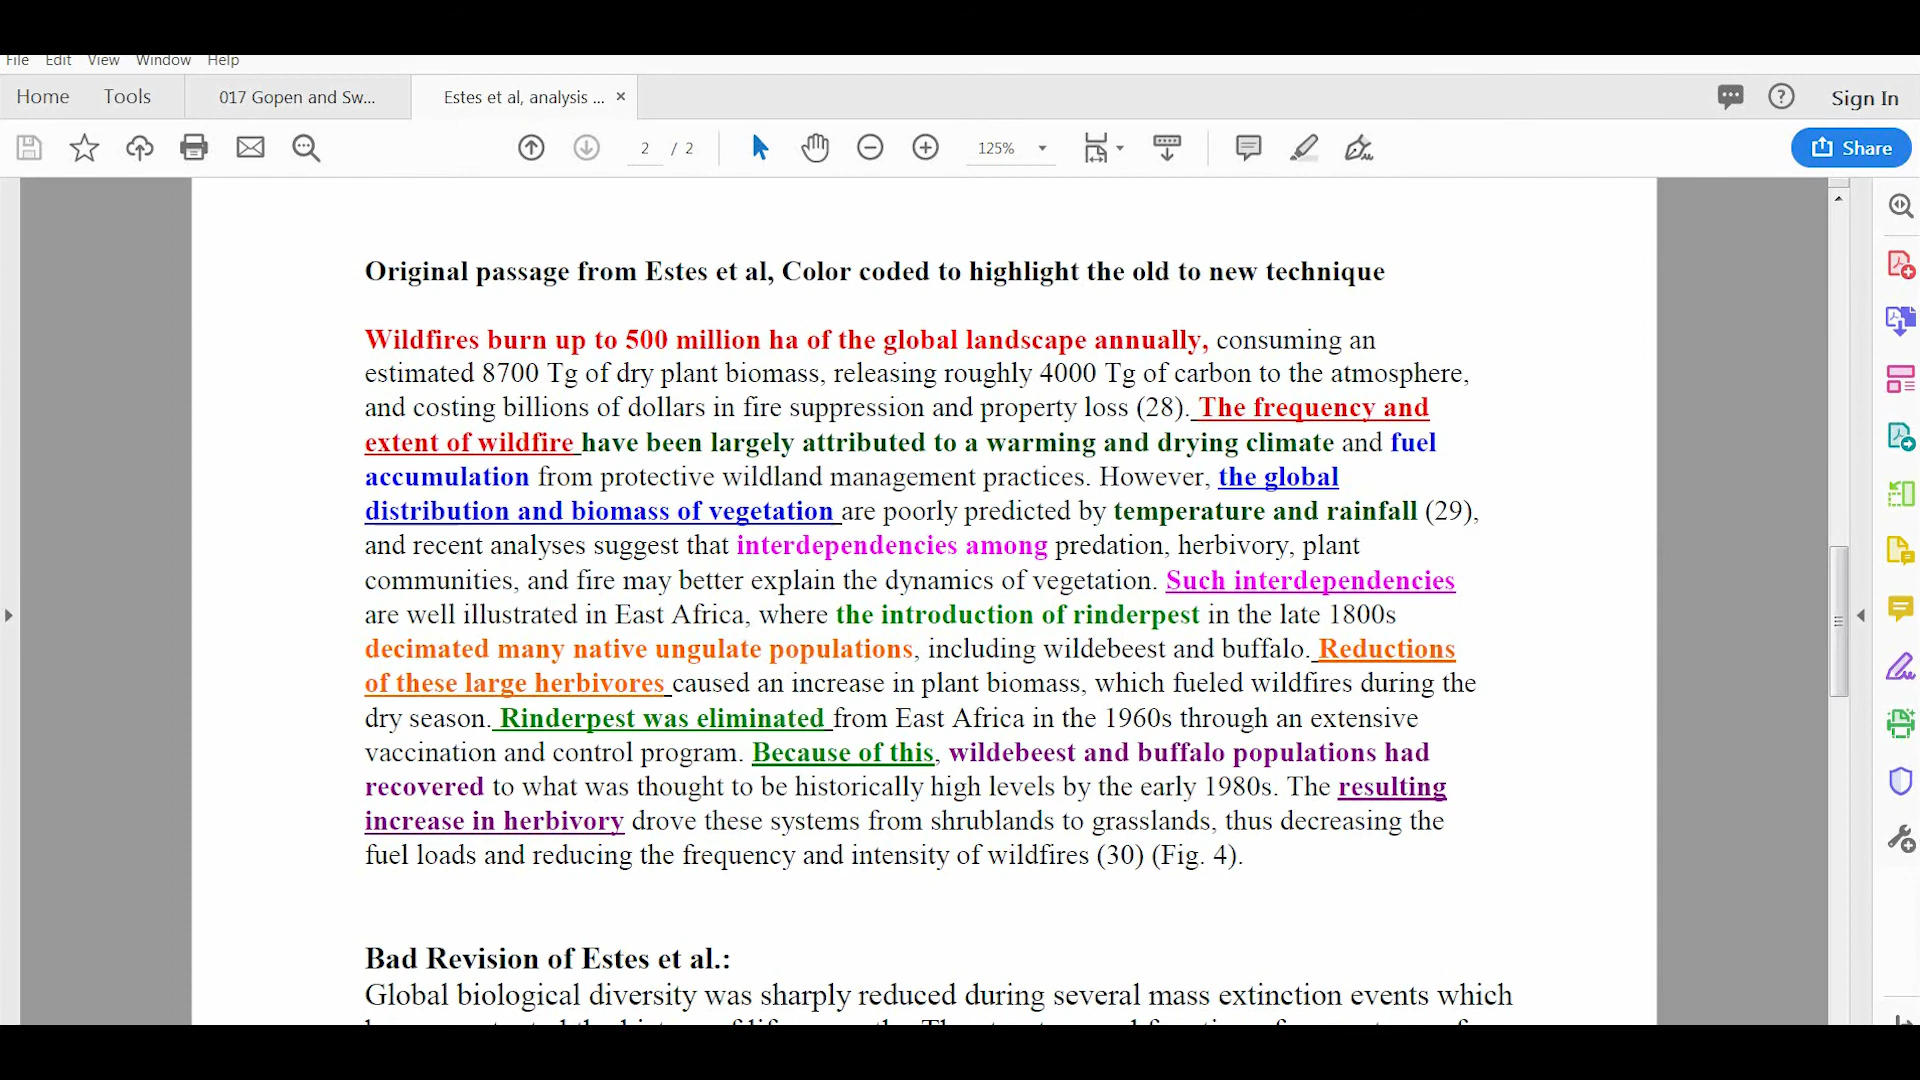 File Edit View Window Help
Home Tools 017 Gopen and Sw... Estes et al, analysis ... × Sign In
2 / 2 125% Share
Original passage from Estes et al, Color coded to highlight the old to new technique
Wildfires burn up to 500 million ha of the global landscape annually, consuming an
estimated 8700 Tg of dry plant biomass, releasing roughly 4000 Tg of carbon to the atmosphere,
and costing billions of dollars in fire suppression and property loss (28). The frequency and
extent of wildfire have been largely attributed to a warming and drying climate and fuel
accumulation from protective wildland management practices. However, the global
distribution and biomass of vegetation are poorly predicted by temperature and rainfall (29),
and recent analyses suggest that interdependencies among predation, herbivory, plant
communities, and fire may better explain the dynamics of vegetation. Such interdependencies
are well illustrated in East Africa, where the introduction of rinderpest in the late 1800s
decimated many native ungulate populations, including wildebeest and buffalo. Reductions
of these large herbivores caused an increase in plant biomass, which fueled wildfires during the
dry season. Rinderpest was eliminated from East Africa in the 1960s through an extensive
vaccination and control program. Because of this, wildebeest and buffalo populations had
recovered to what was thought to be historically high levels by the early 1980s. The resulting
increase in herbivory drove these systems from shrublands to grasslands, thus decreasing the
fuel loads and reducing the frequency and intensity of wildfires (30) (Fig. 4).
Bad Revision of Estes et al.:
Global biological diversity was sharply reduced during several mass extinction events which